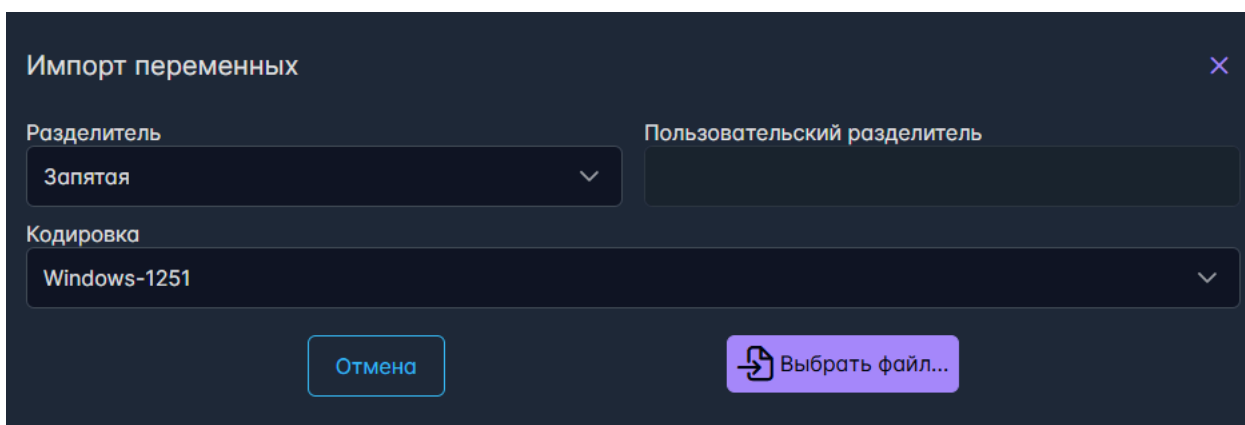 Импорт переменных
Разделитель
Пользовательский разделитель
Запятая
Кодировка
Windows-1251
Отмена
Выбрать файл...